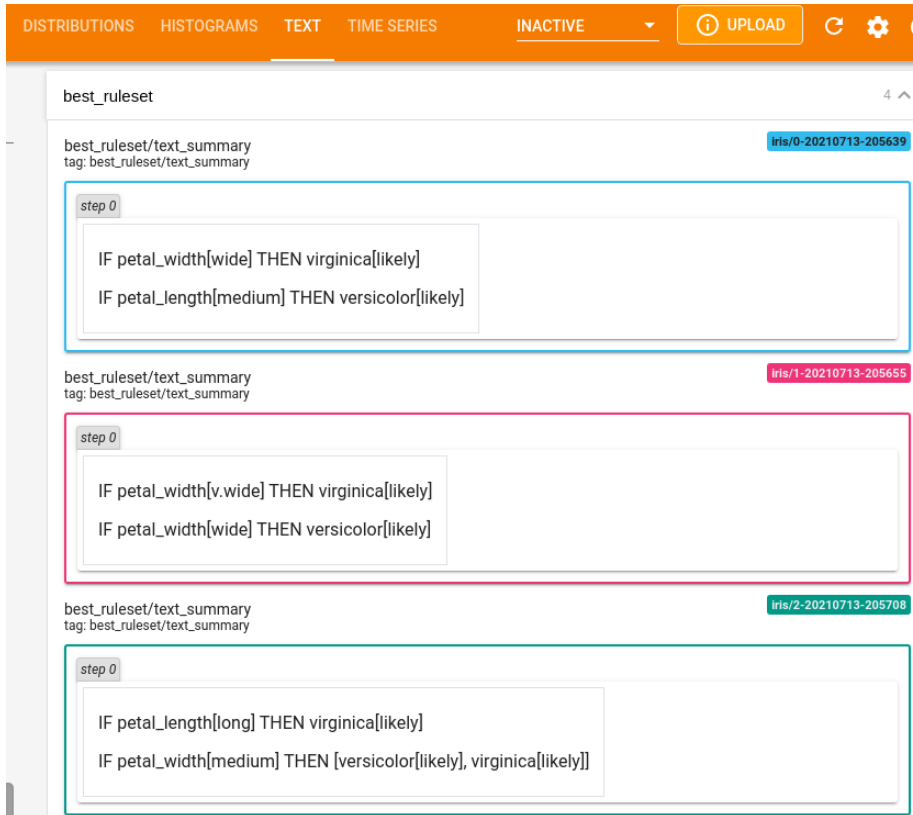 DISTRIBUTIONS HISTOGRAMS TEXT TIME SERIES INACTIVE UPLOAD
best_ruleset 4
best_ruleset/text_summary iris/0-20210713-205639
tag: best_ruleset/text_summary
step 0
IF petal_width[wide] THEN virginica[likely]
IF petal_length[medium] THEN versicolor[likely]
best_ruleset/text_summary iris/1-20210713-205655
tag: best_ruleset/text_summary
step 0
IF petal_width[v.wide] THEN virginica[likely]
IF petal_width[wide] THEN versicolor[likely]
best_ruleset/text_summary iris/2-20210713-205708
tag: best_ruleset/text_summary
step 0
IF petal_length[long] THEN virginica[likely]
IF petal_width[medium] THEN [versicolor[likely], virginica[likely]]